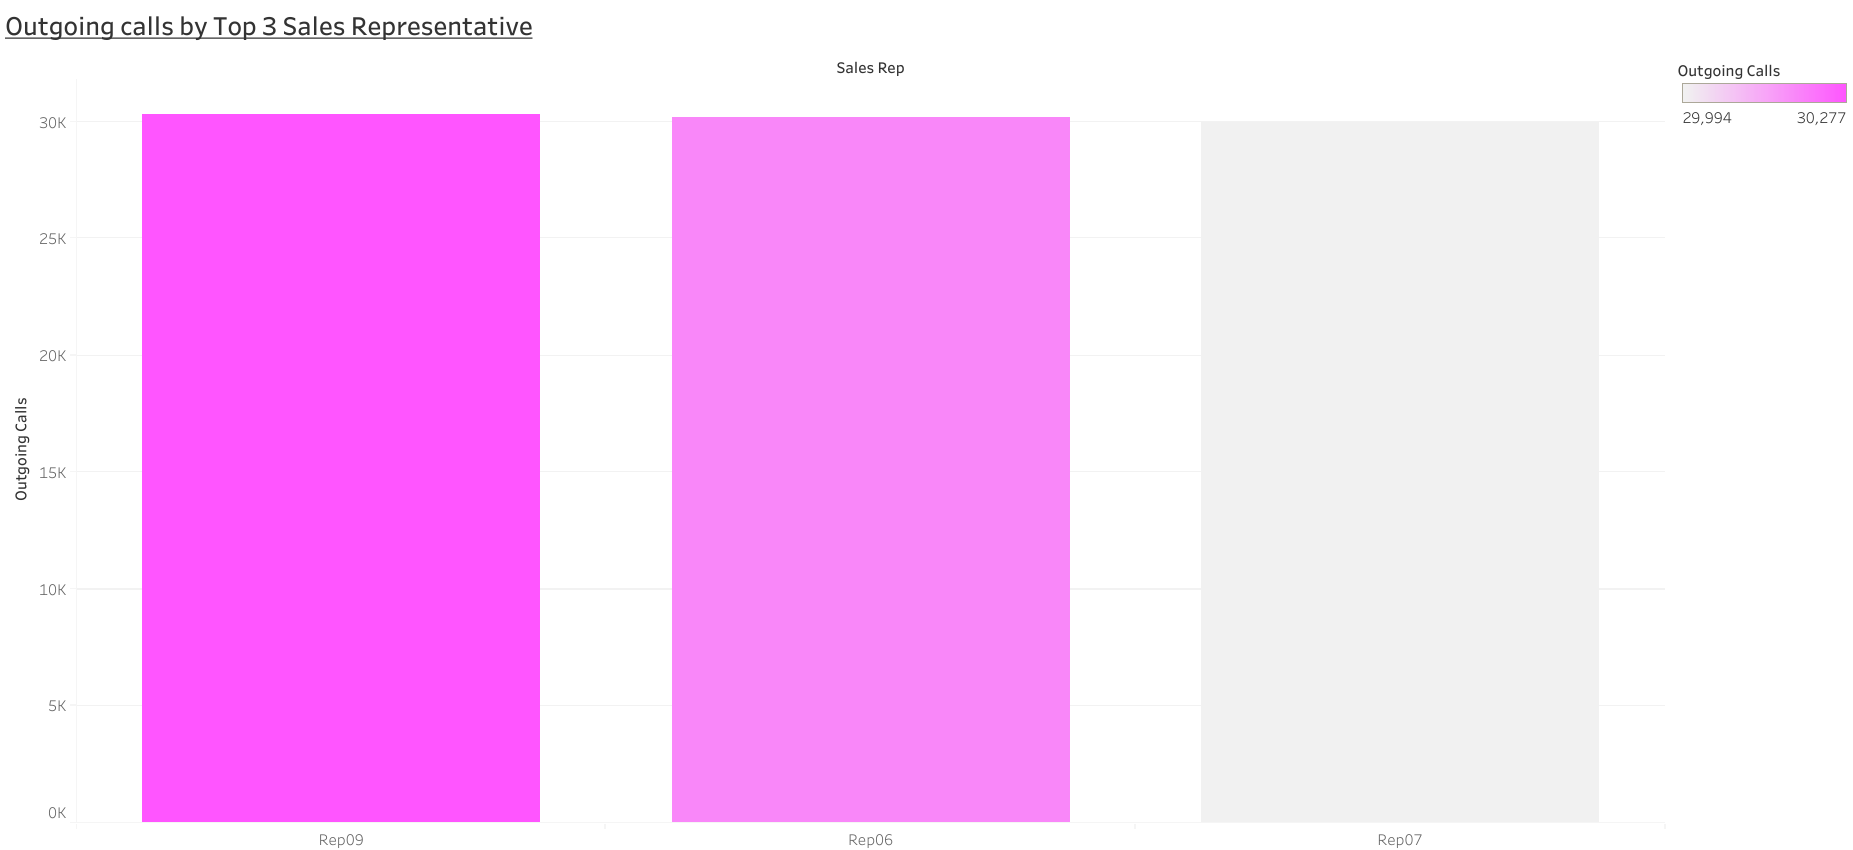 Outgoing calls by Top 3 Sales Representative
Sales Rep
Outgoing Calls
29,994 30,277
30K
25K
20K
15K
10K
5K
0K
Outgoing Calls
Rep09 Rep06 Rep07